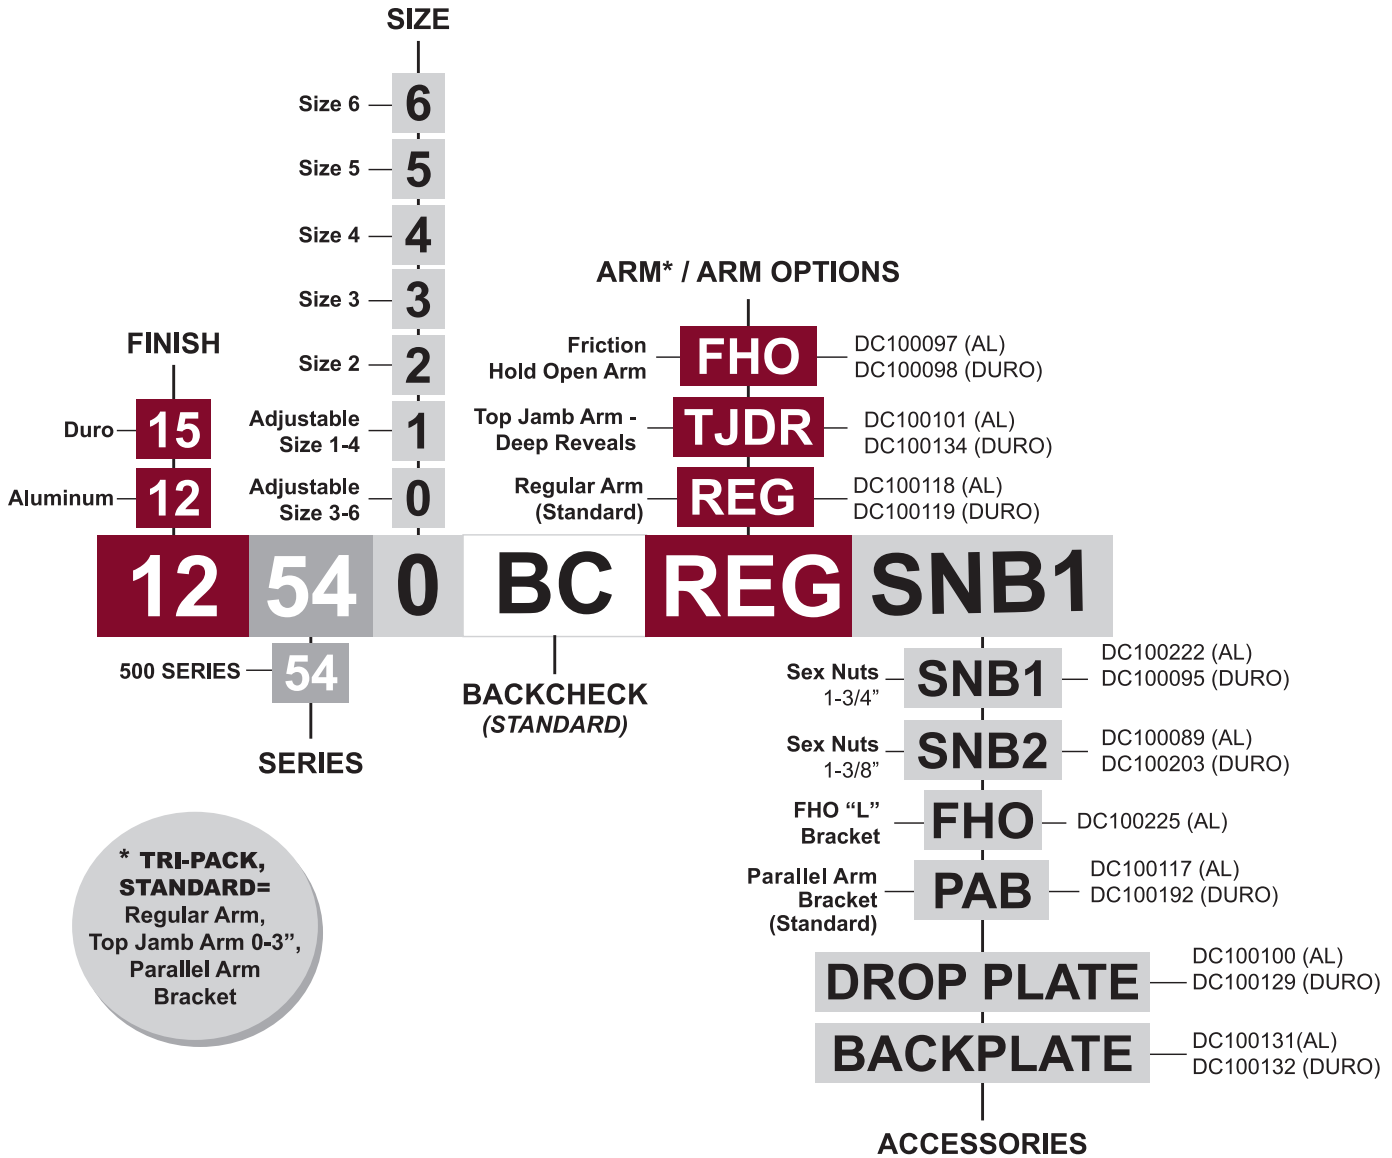 SIZE
Size 6
6
Size 5
5
Size 4
4
Size 3
3
Size 2
2
Adjustable
Size 1-4
1
Adjustable
Size 3-6
0
FINISH
Duro
15
Aluminum
12
ARM* / ARM OPTIONS
Friction
Hold Open Arm
FHO
DC100097 (AL)
DC100098 (DURO)
Top Jamb Arm -
Deep Reveals
TJDR
DC100101 (AL)
DC100134 (DURO)
Regular Arm
(Standard)
REG
DC100118 (AL)
DC100119 (DURO)
12 54 0 BC REG SNB1
500 SERIES
54
SERIES
BACKCHECK
(STANDARD)
Sex Nuts
1-3/4”
SNB1
DC100222 (AL)
DC100095 (DURO)
Sex Nuts
1-3/8”
SNB2
DC100089 (AL)
DC100203 (DURO)
FHO “L”
Bracket
FHO
DC100225 (AL)
Parallel Arm
Bracket
(Standard)
PAB
DC100117 (AL)
DC100192 (DURO)
DROP PLATE
DC100100 (AL)
DC100129 (DURO)
BACKPLATE
DC100131(AL)
DC100132 (DURO)
ACCESSORIES
* TRI-PACK,
STANDARD=
Regular Arm,
Top Jamb Arm 0-3”,
Parallel Arm
Bracket